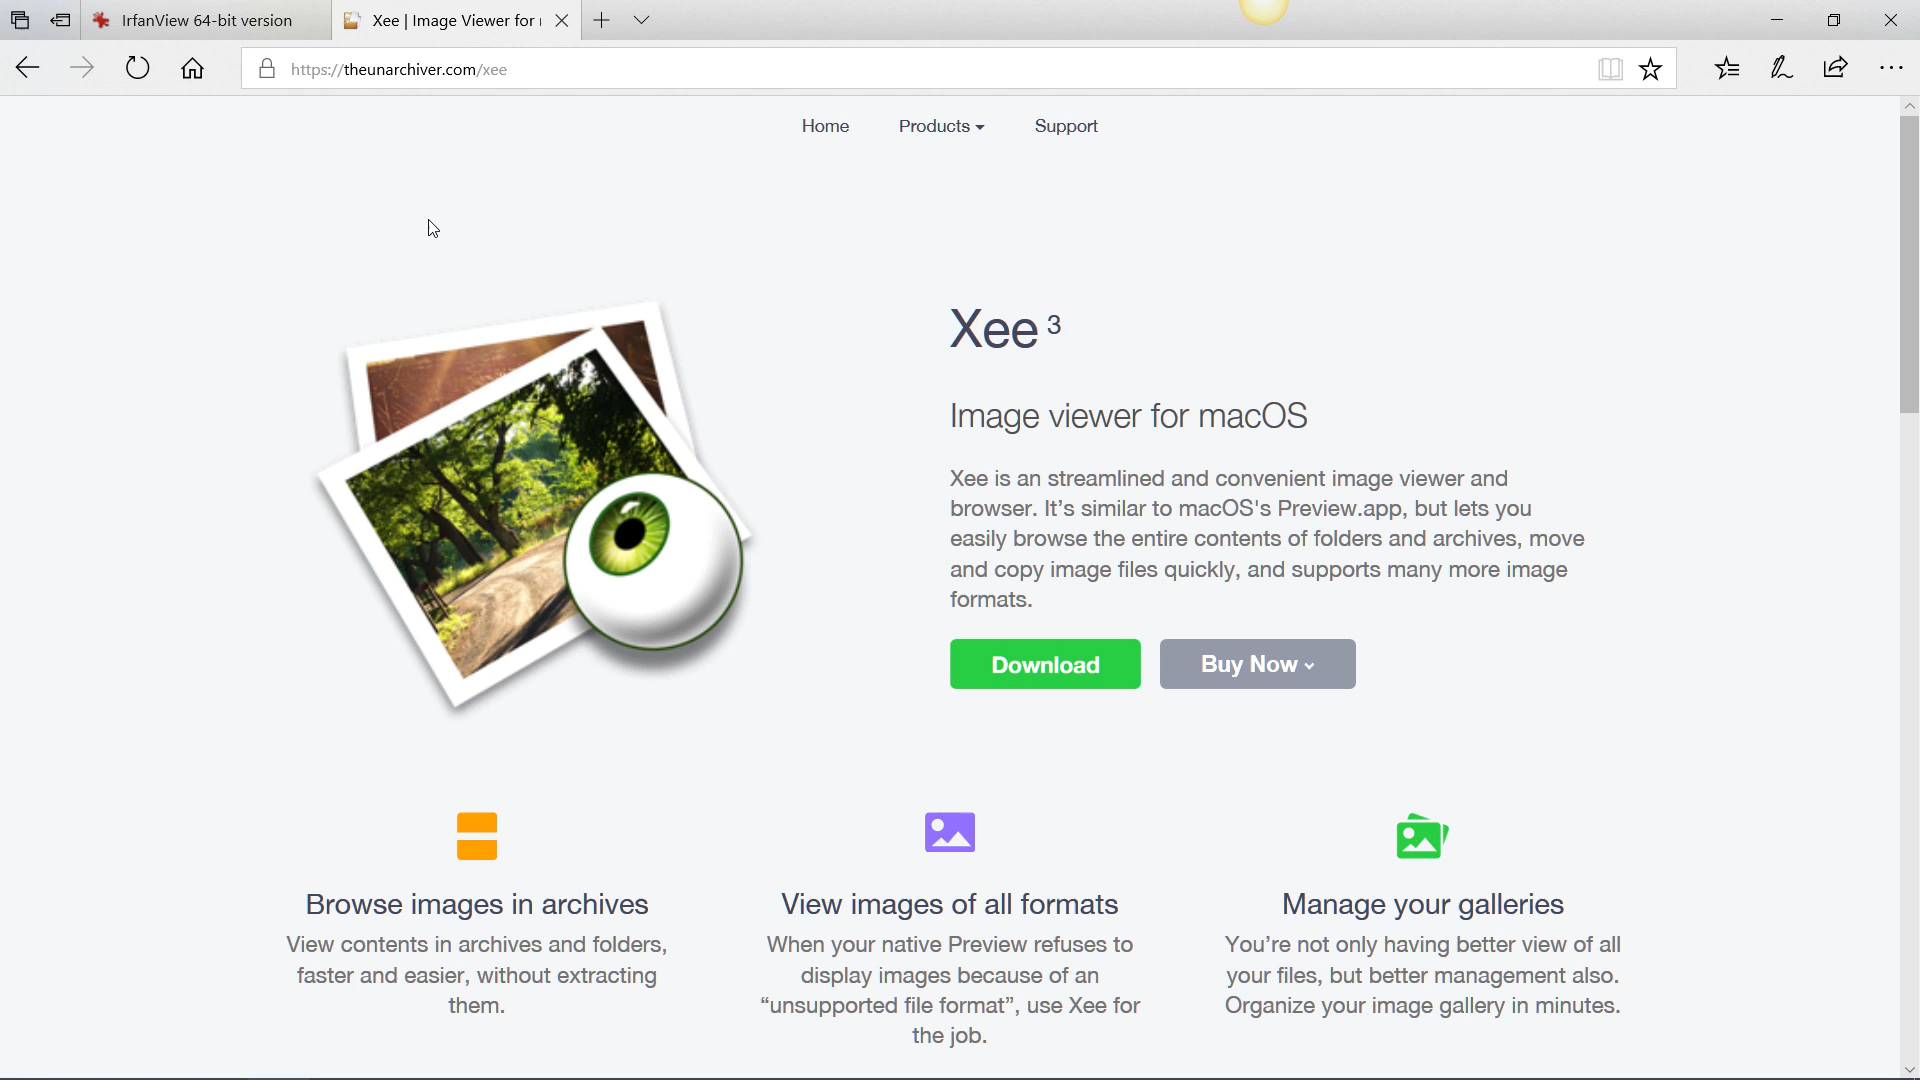 IrfanView 64-bit version
Xee | Image Viewer for
https://theunarchiver.com/xee
Home Products Support
Xee 3
Image viewer for macOS
Xee is an streamlined and convenient image viewer and
browser. It’s similar to macOS's Preview.app, but lets you
easily browse the entire contents of folders and archives, move
and copy image files quickly, and supports many more image
formats.
Download Buy Now
Browse images in archives
View contents in archives and folders,
faster and easier, without extracting
them.
View images of all formats
When your native Preview refuses to
display images because of an
“unsupported file format”, use Xee for
the job.
Manage your galleries
You’re not only having better view of all
your files, but better management also.
Organize your image gallery in minutes.